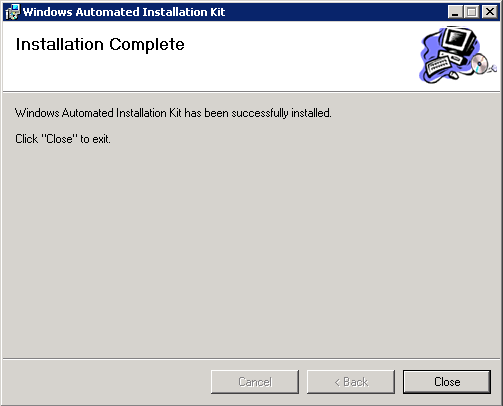 Windows Automated Installation Kit
Installation Complete
Windows Automated Installation Kit has been successfully installed.
Click "Close" to exit.
Cancel
< Back
Close